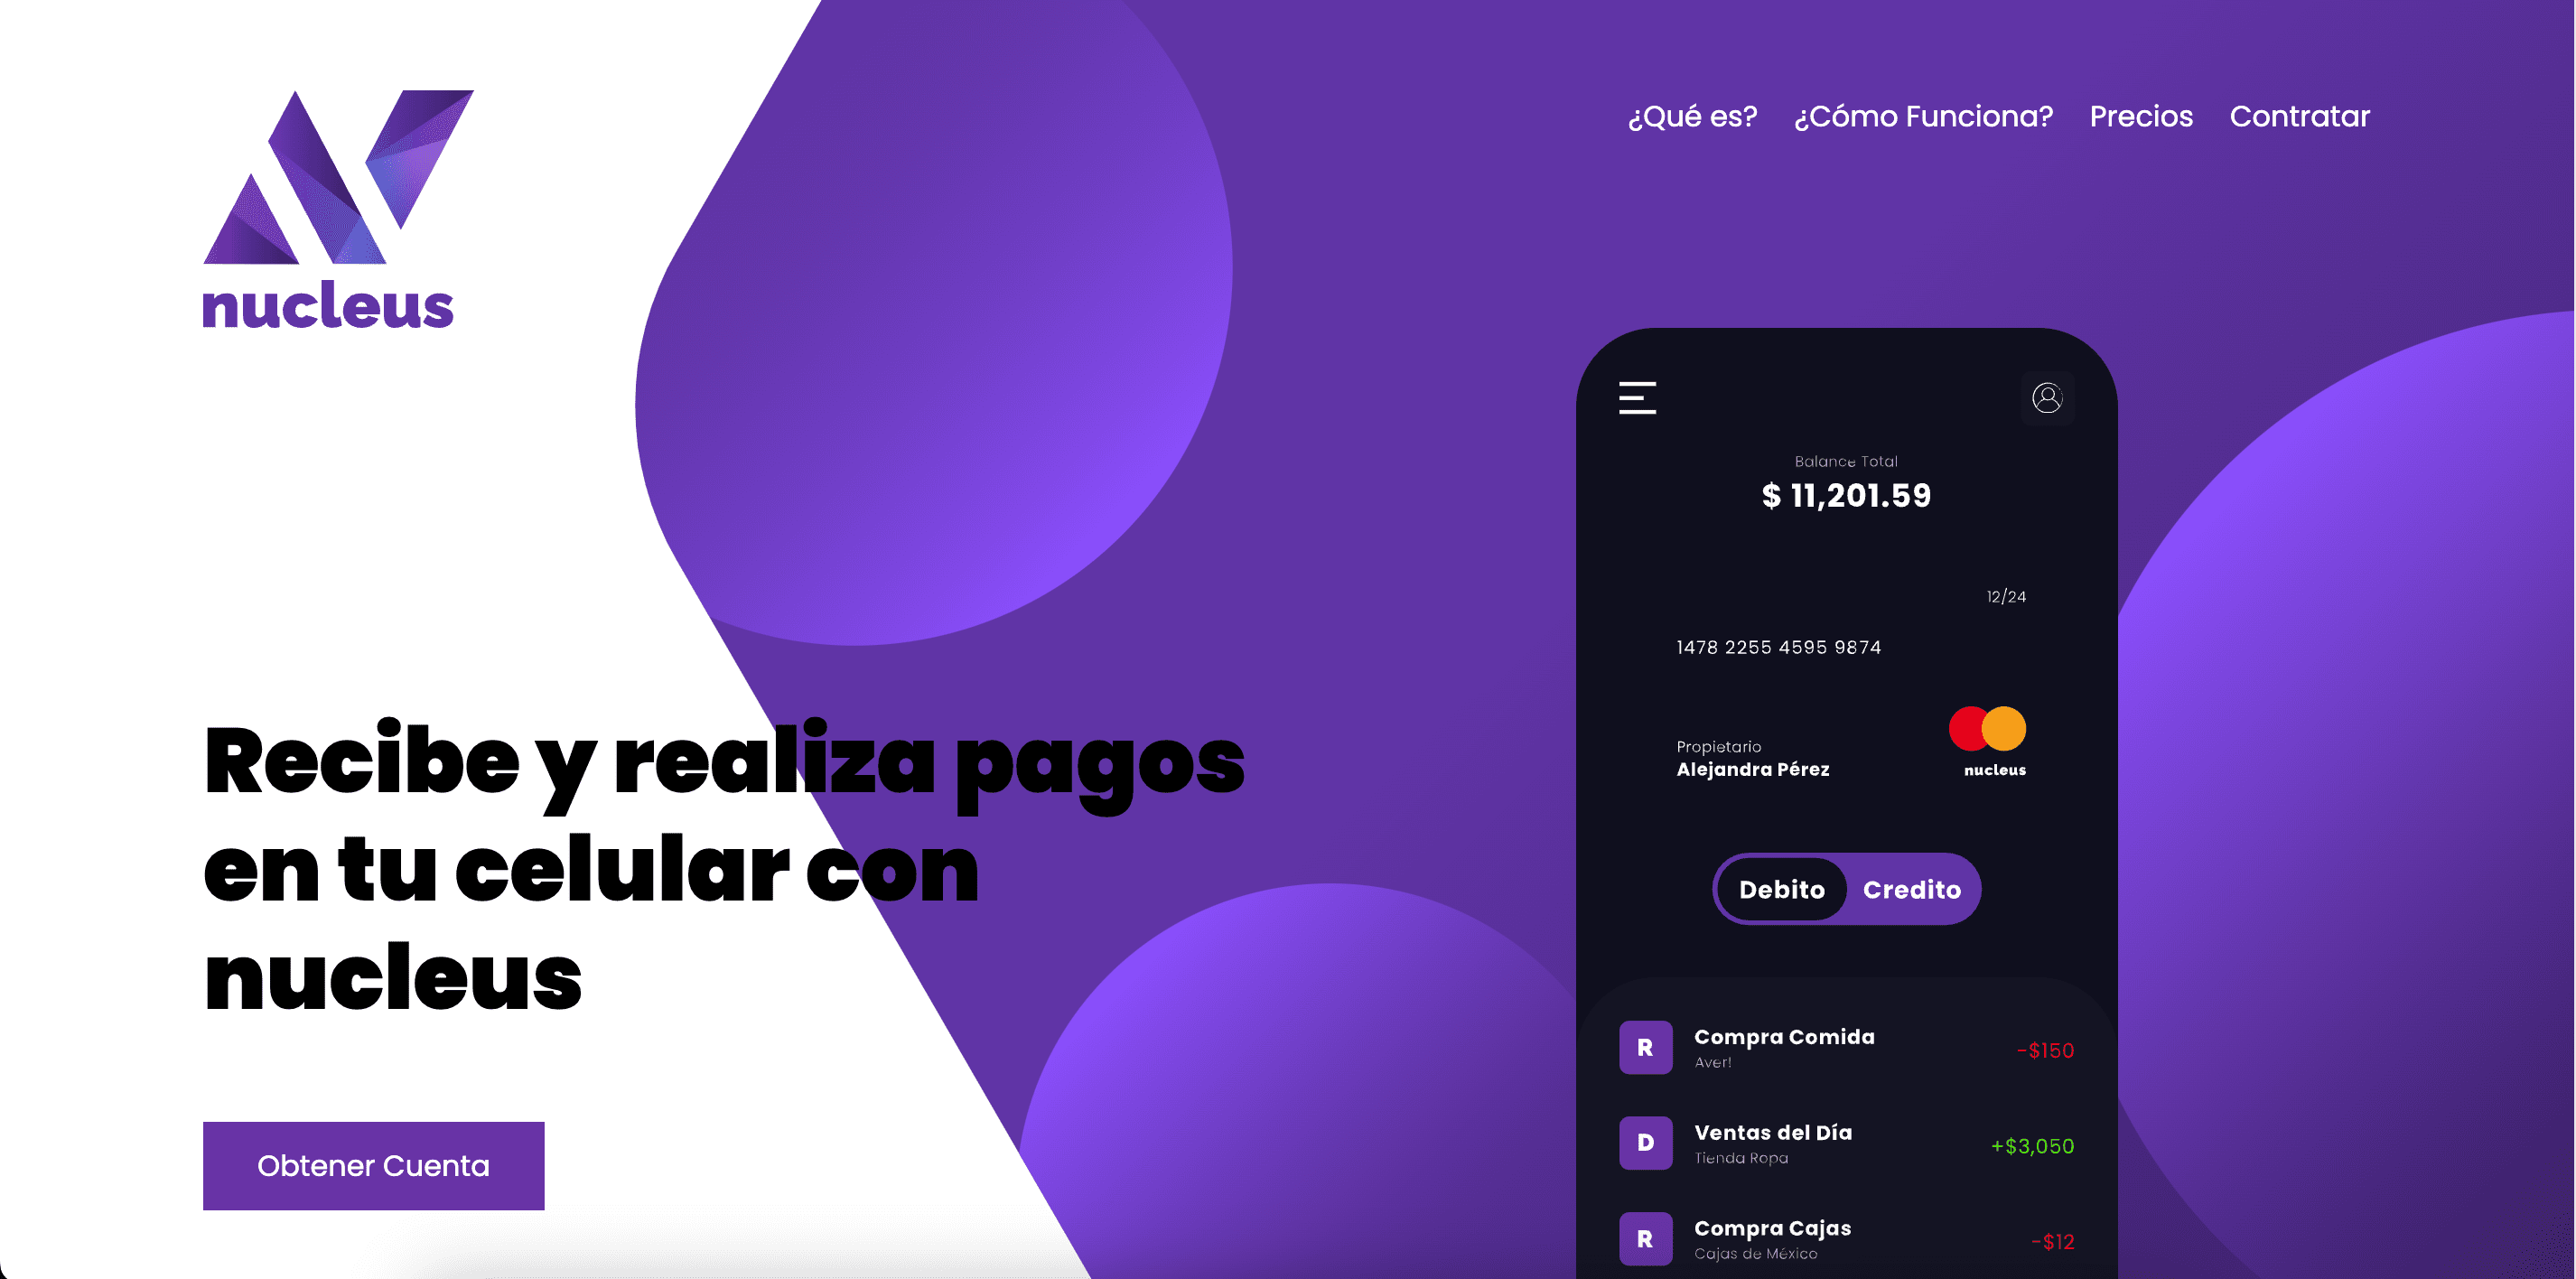 ¿Qué es? ¿Cómo Funciona? Precios Contratar
nucleus
Recibe y realiza pagos
en tu celular con
nucleus
Obtener Cuenta
Balance Total
$ 11,201.59
12/24
1478 2255 4595 9874
Propietario
Alejandra Pérez
nucleus
Debito Credito
R
Compra Comida
Aver!
-$150
D
Ventas del Día
Tienda Ropa
+$3,050
R
Compra Cajas
Cajas de México
-$12